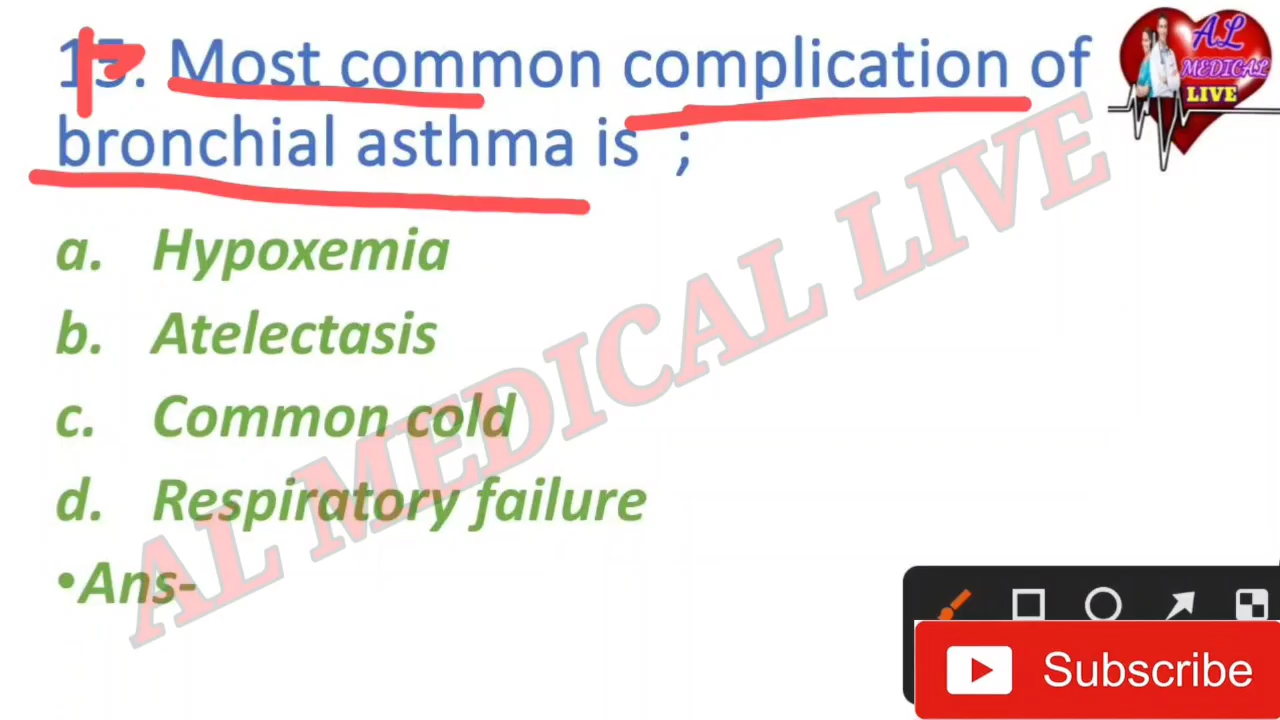 15. Most common complication of
bronchial asthma is ;
a. Hypoxemia
b. Atelectasis
c. Common cold
d. Respiratory failure
•Ans-
AL MEDICAL LIVE
AL
MEDICAL
LIVE
Subscribe